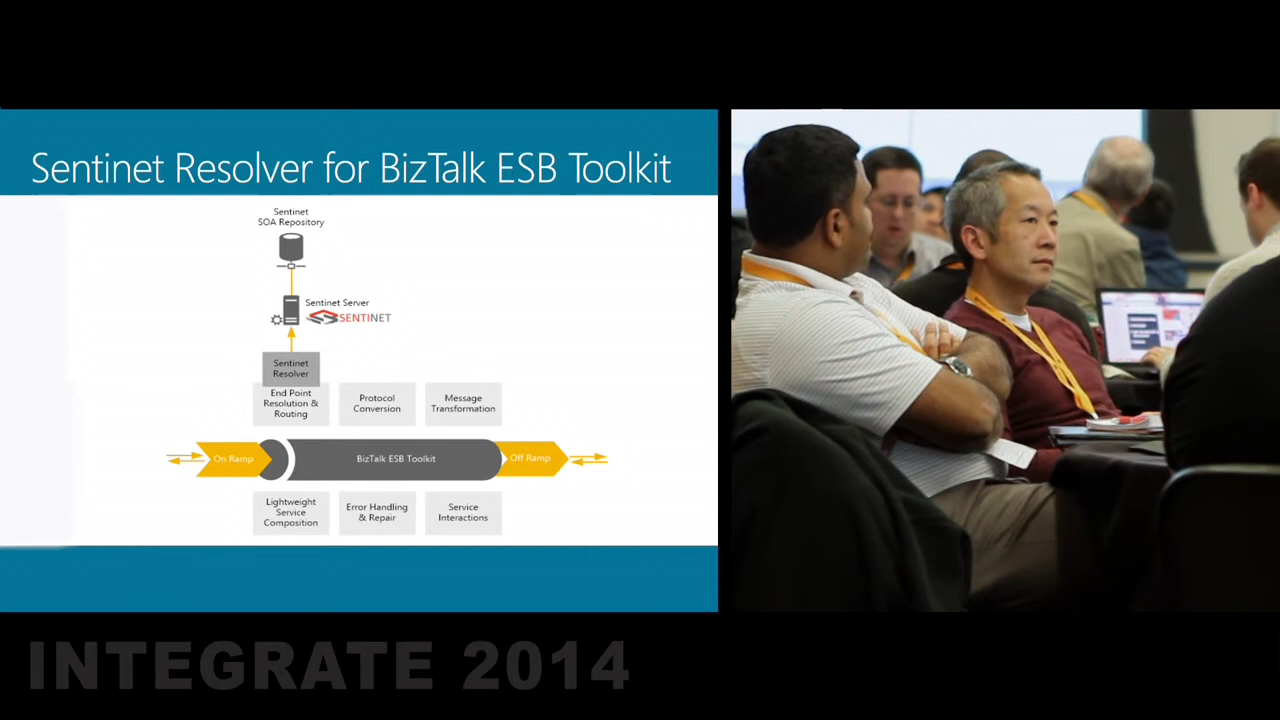 Sentinet Resolver for BizTalk ESB Toolkit
Sentinet
SOA Repository
Sentinet Server
SENTINET
Sentinet
Resolver
End Point
Resolution &
Routing
Protocol
Conversion
Message
Transformation
On Ramp
BizTalk ESB Toolkit
Off Ramp
Lightweight
Service
Composition
Error Handling
& Repair
Service
Interactions
INTEGRATE 2014